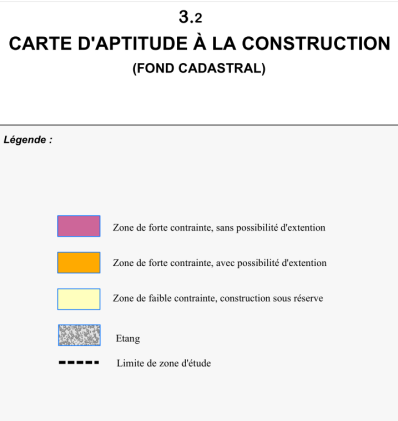 3.2
CARTE D'APTITUDE À LA CONSTRUCTION
(FOND CADASTRAL)
Légende :
Zone de forte contrainte, sans possibilité d'extention
Zone de forte contrainte, avec possibilité d'extention
Zone de faible contrainte, construction sous réserve
Etang
Limite de zone d'étude